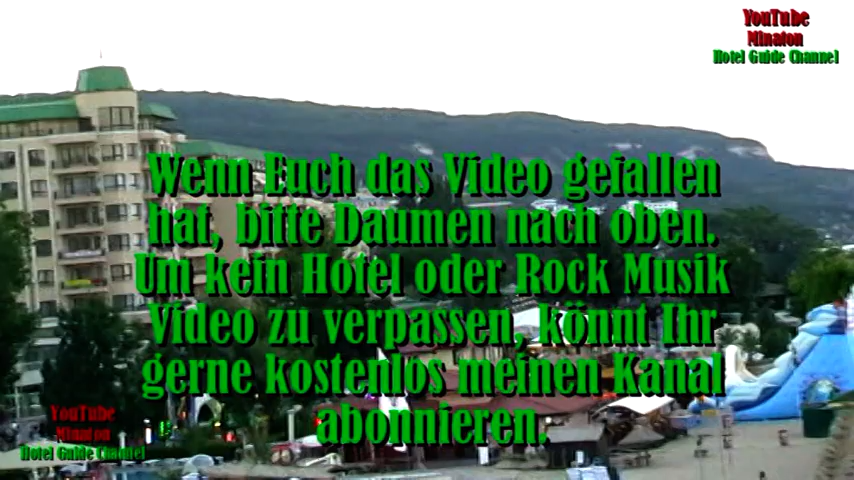 YouTube
Minaton
Hotel Guide Channel
Wenn Euch das Video gefallen
hat, bitte Daumen nach oben.
Um kein Hotel oder Rock Musik
Video zu verpassen, könnt Ihr
gerne kostenlos meinen Kanal
abonnieren.
YouTube
Minaton
Hotel Guide Channel